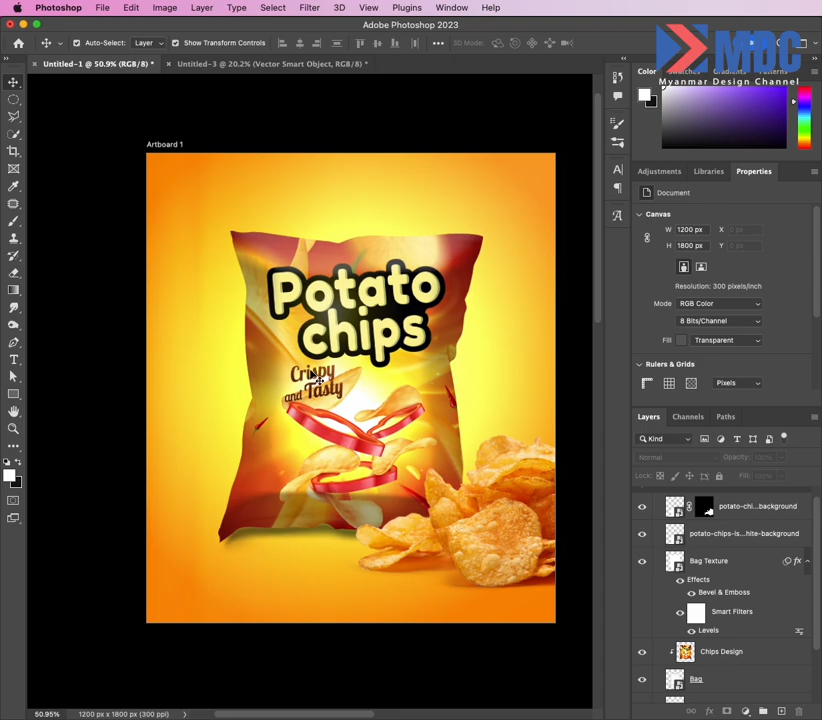 Photoshop File Edit Image Layer Type Select Filter 3D View Plugins Window Help
Adobe Photoshop 2023
Auto-Select: Layer Show Transform Controls 3D Mode:
Untitled-1 @ 50.9% (RGB/8) * Untitled-3 @ 20.2% (Vector Smart Object, RGB/8) *
MDC
Myanmar Design Channel
Color Swatches Gradients Patterns
Artboard 1
Potato
chips
Crispy
and Tasty
Adjustments Libraries Properties
Document
Canvas
W 1200 px X 0 px
H 1800 px Y 0 px
Resolution: 300 pixels/inch
Mode RGB Color
8 Bits/Channel
Fill Transparent
Rulers & Grids
Pixels
Layers Channels Paths
Kind
Normal Opacity: 100%
Lock: Fill: 100%
potato-chi...background
potato-chips-is...hite-background
Bag Texture fx
Effects
Bevel & Emboss
Smart Filters
Levels
Chips Design
Bag
50.95% 1200 px x 1800 px (300 ppi)